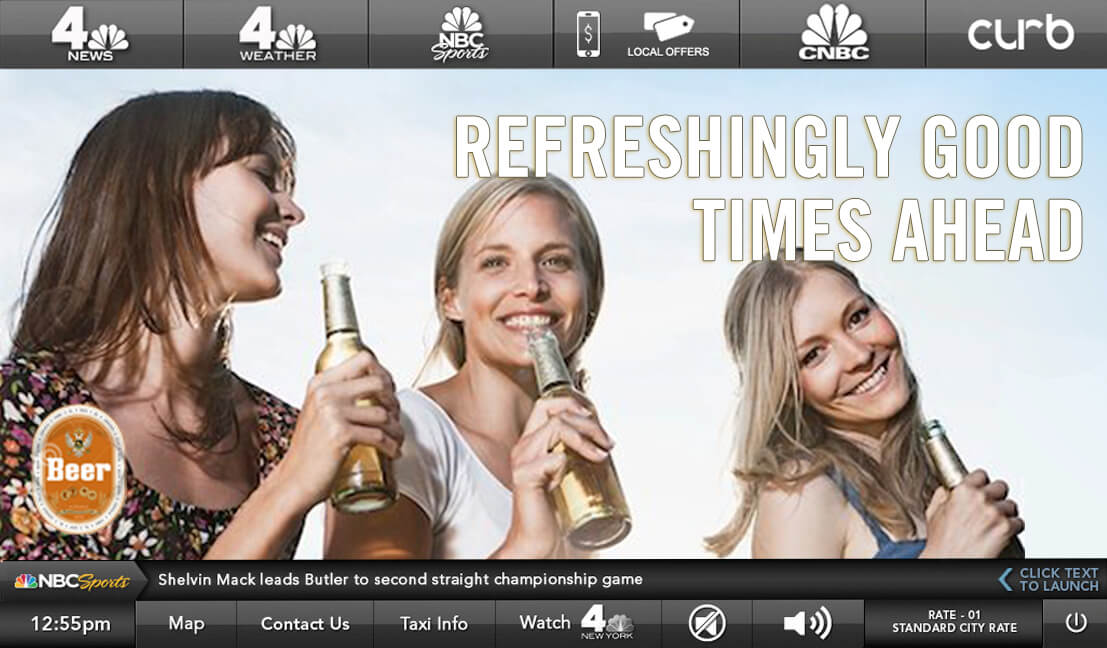 4
NEWS
4
WEATHER
NBC
Sports
$
LOCAL OFFERS
CNBC
curb
REFRESHINGLY GOOD
TIMES AHEAD
Beer
NBC Sports
Shelvin Mack leads Butler to second straight championship game
CLICK TEXT
TO LAUNCH
12:55pm
Map
Contact Us
Taxi Info
Watch
4
NEW YORK
RATE - 01
STANDARD CITY RATE